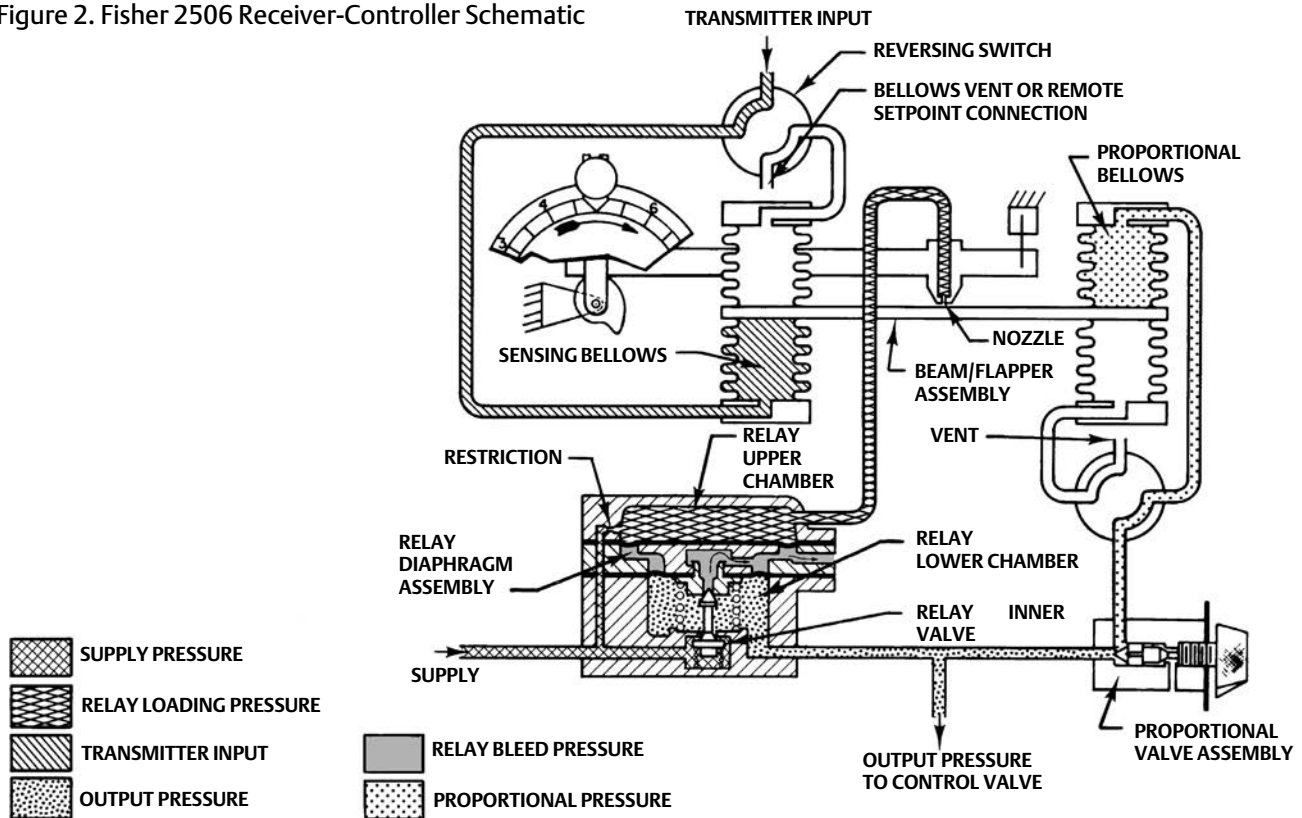 Figure 2. Fisher 2506 Receiver-Controller Schematic
TRANSMITTER INPUT
REVERSING SWITCH
BELLOWS VENT OR REMOTE
SETPOINT CONNECTION
PROPORTIONAL
BELLOWS
3
4
6
SENSING BELLOWS
NOZZLE
BEAM/FLAPPER
ASSEMBLY
VENT
RELAY
UPPER
CHAMBER
RESTRICTION
RELAY
DIAPHRAGM
ASSEMBLY
RELAY
LOWER CHAMBER
RELAY INNER
VALVE
SUPPLY
OUTPUT PRESSURE
TO CONTROL VALVE
PROPORTIONAL
VALVE ASSEMBLY
SUPPLY PRESSURE
RELAY LOADING PRESSURE
TRANSMITTER INPUT
OUTPUT PRESSURE
RELAY BLEED PRESSURE
PROPORTIONAL PRESSURE